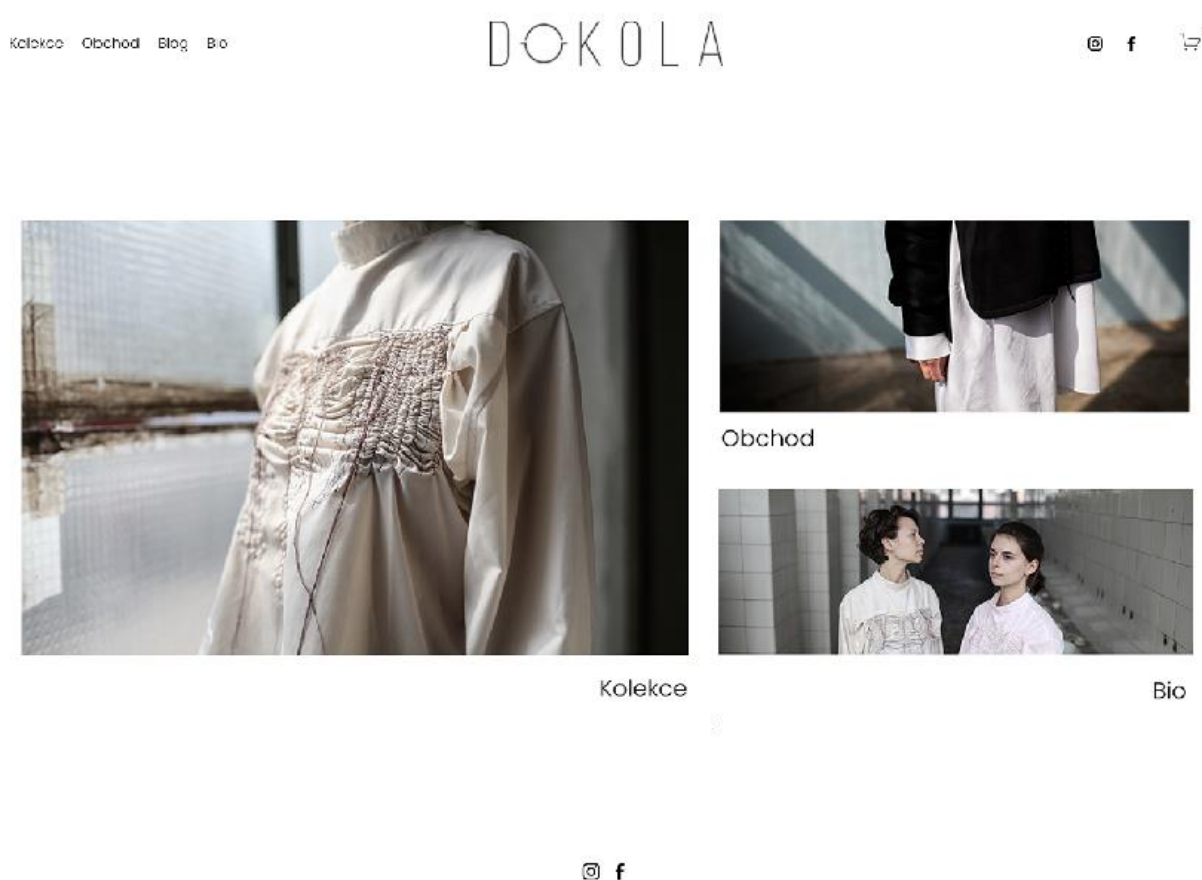 Kolekce Obchod Blog Bio
DOKOLA
Obchod
Kolekce
Bio